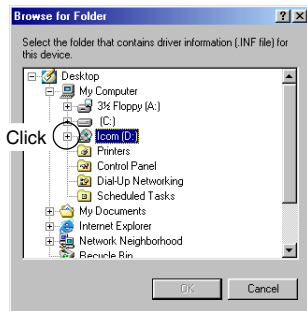 Browse for Folder
Select the folder that contains driver information (.INF file) for
this device.
Desktop
My Computer
3½ Floppy (A:)
(C:)
Click
Icom (D:)
Printers
Control Panel
Dial-Up Networking
Scheduled Tasks
My Documents
Internet Explorer
Network Neighborhood
Recycle Bin
OK
Cancel